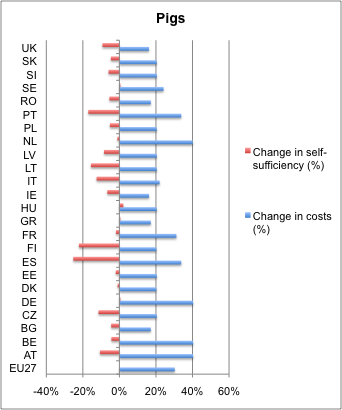 Pigs
UK
SK
SI
SE
RO
PT
PL
NL
LV
LT
IT
IE
HU
GR
FR
FI
ES
EE
DK
DE
CZ
BG
BE
AT
EU27
-40% -20% 0% 20% 40% 60%
Change in self-
sufficiency (%)
Change in costs
(%)